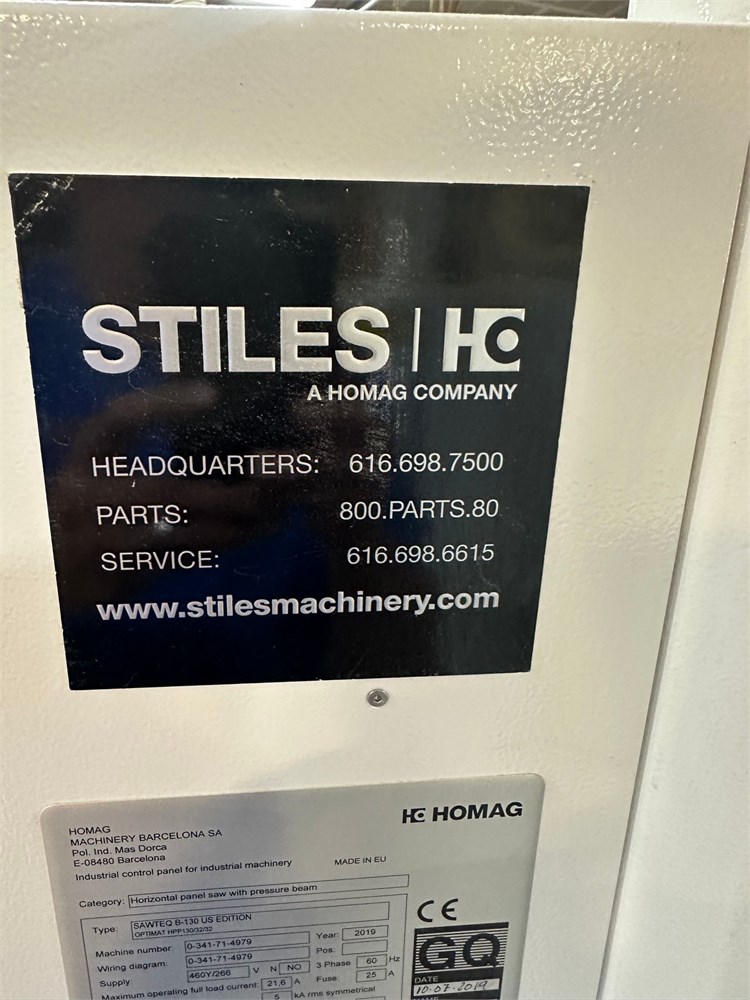 STILES | HC
A HOMAG COMPANY
HEADQUARTERS: 616.698.7500
PARTS: 800.PARTS.80
SERVICE: 616.698.6615
www.stilesmachinery.com
HOMAG
HOMAG
MACHINERY BARCELONA SA
Pol. Ind. Mas Dorca
E-08480 Barcelona
Industrial control panel for industrial machinery MADE IN EU
Category: Horizontal panel saw with pressure beam
CE
Type: SAWTEQ B-130 US EDITION
OPTIMAT HPP130/32/32
Machine number: 0-341-71-4979 Year: 2019
Wiring diagram: 0-341-71-4979 Pos:
Supply: 460Y/266 V N NO 3 Phase 60 Hz
Maximum operating full load current: 21,6 A Fuse: 25 A
5 kA rms symmetrical
GQ
DATE
10-07-2019
NAME